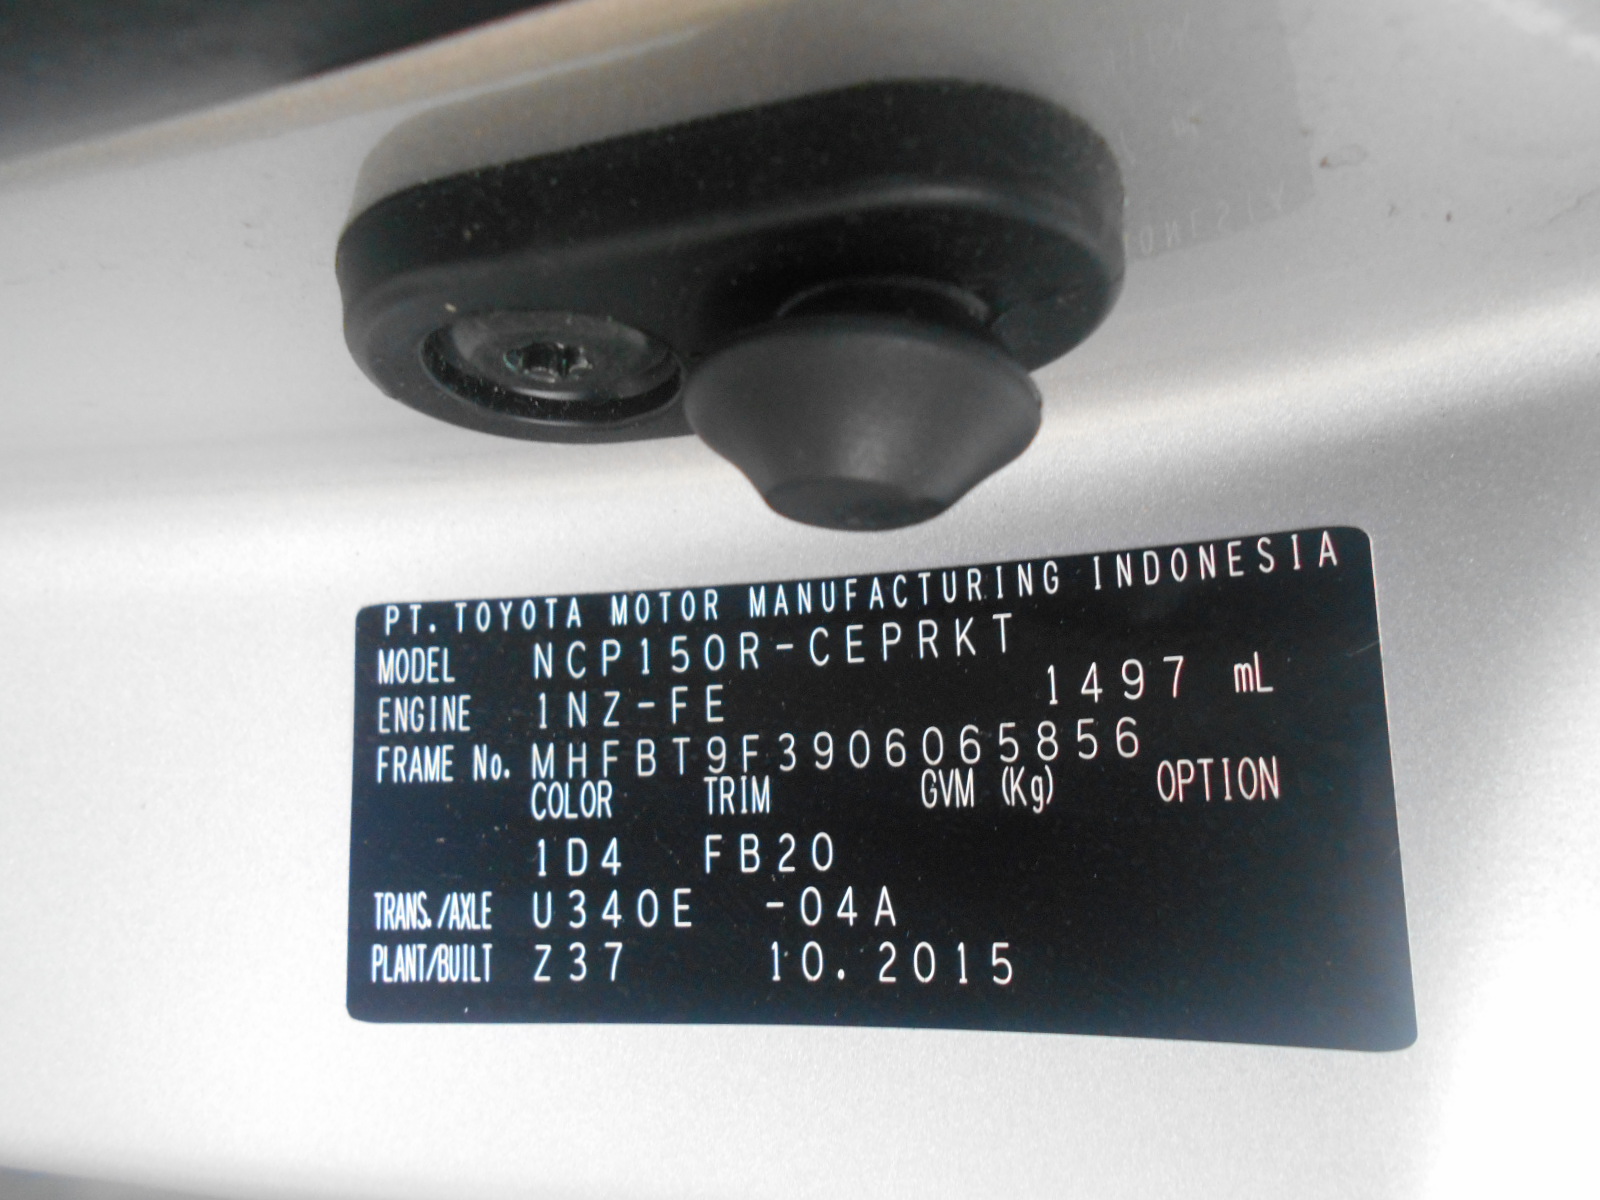 PT. TOYOTA MOTOR MANUFACTURING INDONESIA
MODEL NCP150R-CEPRKT
ENGINE 1NZ-FE 1497 mL
FRAME No. MHFBT9F3906065856
COLOR TRIM GVM (Kg) OPTION
1D4 FB20
TRANS./AXLE U340E -04A
PLANT/BUILT Z37 10.2015